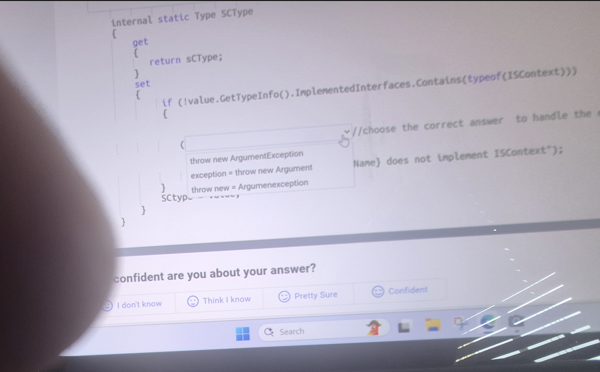 internal static Type SCType
{
get
{
return sCType;
}
set
{
if (!value.GetTypeInfo().ImplementedInterfaces.Contains(typeof(ISContext)))
{
( //choose the correct answer to handle the
throw new ArgumentException
exception = throw new Argument
throw new = Argumenexception
Name} does not implement ISContext");
}
SCtyp
}
}
confident are you about your answer?
I don't know Think I know Pretty Sure Confident
Search